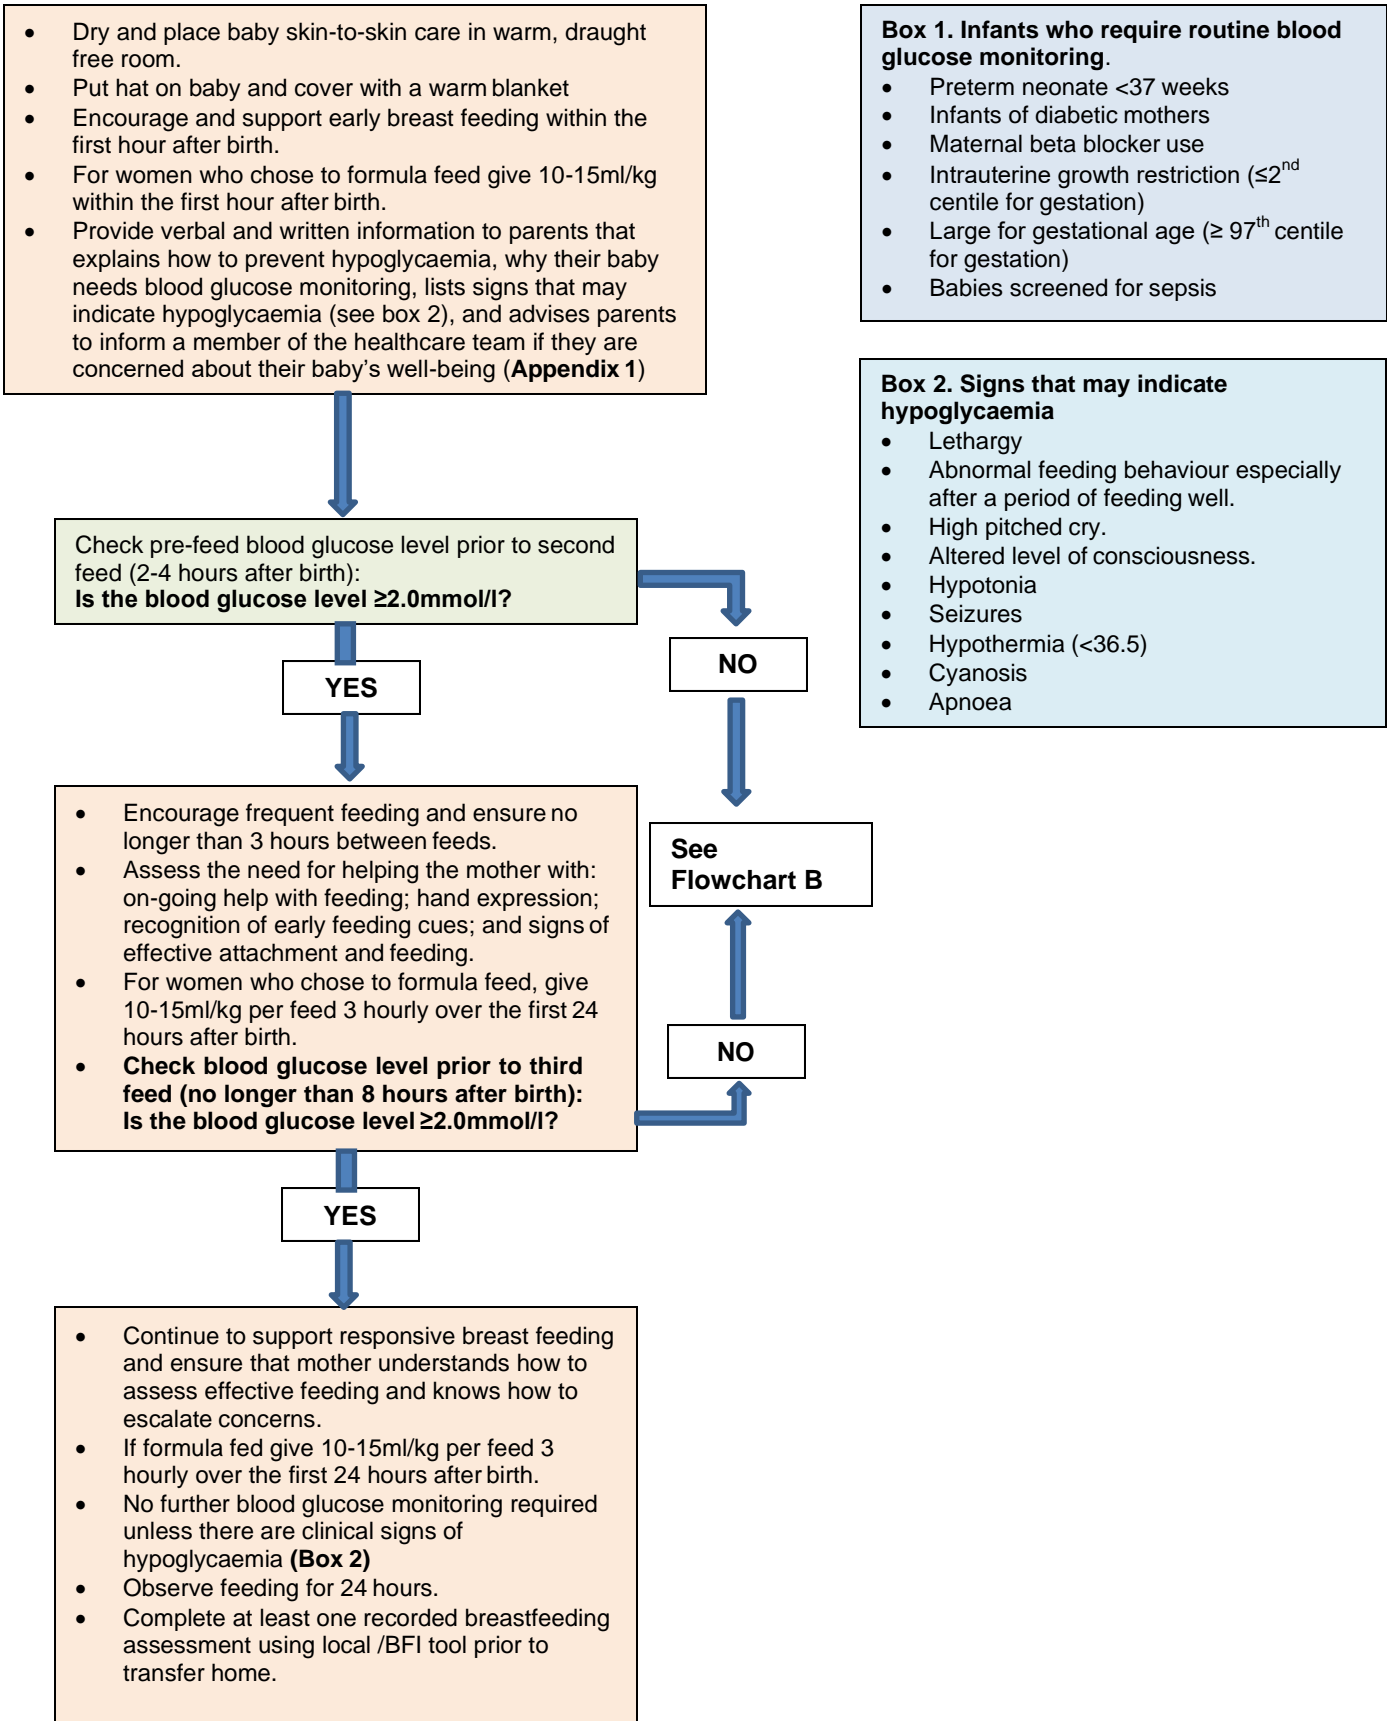 • Dry and place baby skin-to-skin care in warm, draught
free room.
• Put hat on baby and cover with a warm blanket
• Encourage and support early breast feeding within the
first hour after birth.
• For women who chose to formula feed give 10-15ml/kg
within the first hour after birth.
• Provide verbal and written information to parents that
explains how to prevent hypoglycaemia, why their baby
needs blood glucose monitoring, lists signs that may
indicate hypoglycaemia (see box 2), and advises parents
to inform a member of the healthcare team if they are
concerned about their baby's well-being (Appendix 1)
Box 1. Infants who require routine blood
glucose monitoring.
• Preterm neonate <37 weeks
• Infants of diabetic mothers
• Maternal beta blocker use
• Intrauterine growth restriction (≤2nd
centile for gestation)
• Large for gestational age (≥ 97th centile
for gestation)
• Babies screened for sepsis
Box 2. Signs that may indicate
hypoglycaemia
• Lethargy
• Abnormal feeding behaviour especially
after a period of feeding well.
• High pitched cry.
• Altered level of consciousness.
• Hypotonia
• Seizures
• Hypothermia (<36.5)
• Cyanosis
• Apnoea
Check pre-feed blood glucose level prior to second
feed (2-4 hours after birth):
Is the blood glucose level ≥2.0mmol/l?
NO
YES
• Encourage frequent feeding and ensure no
longer than 3 hours between feeds.
• Assess the need for helping the mother with:
on-going help with feeding; hand expression;
recognition of early feeding cues; and signs of
effective attachment and feeding.
• For women who chose to formula feed, give
10-15ml/kg per feed 3 hourly over the first 24
hours after birth.
• Check blood glucose level prior to third
feed (no longer than 8 hours after birth):
Is the blood glucose level ≥2.0mmol/l?
See
Flowchart B
NO
YES
• Continue to support responsive breast feeding
and ensure that mother understands how to
assess effective feeding and knows how to
escalate concerns.
• If formula fed give 10-15ml/kg per feed 3
hourly over the first 24 hours after birth.
• No further blood glucose monitoring required
unless there are clinical signs of
hypoglycaemia (Box 2)
• Observe feeding for 24 hours.
• Complete at least one recorded breastfeeding
assessment using local /BFI tool prior to
transfer home.